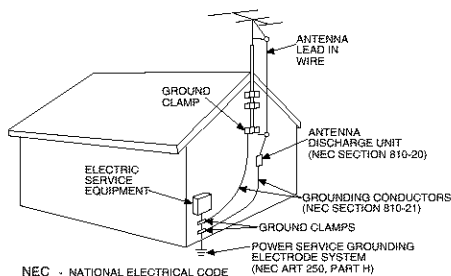 ANTENNA
LEAD IN
WIRE
GROUND
CLAMP
ANTENNA
DISCHARGE UNIT
(NEC SECTION 810-20)
ELECTRIC
SERVICE
EQUIPMENT
GROUNDING CONDUCTORS
(NEC SECTION 810-21)
GROUND CLAMPS
POWER SERVICE GROUNDING
ELECTRODE SYSTEM
(NEC ART 250, PART H)
NEC - NATIONAL ELECTRICAL CODE